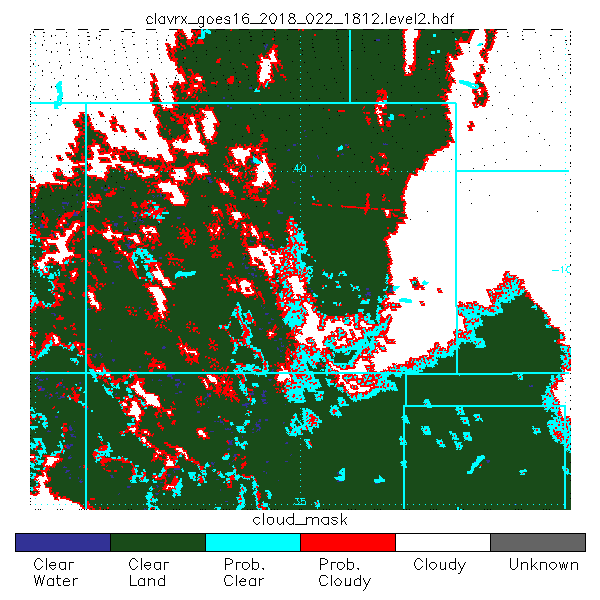 clavrx_goes16_2018_022_1812.level2.hdf
40
-10
35
cloud_mask
Clear Water
Clear Land
Prob. Clear
Prob. Cloudy
Cloudy
Unknown